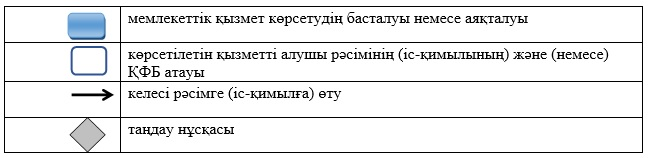 мемлекеттік қызмет көрсетудің басталуы немесе аяқталуы
көрсетілетін қызметті алушы рәсімінің (іс-қимылының) және (немесе)
ҚФБ атауы
келесі рәсімге (іс-қимылға) өту
таңдау нұсқасы